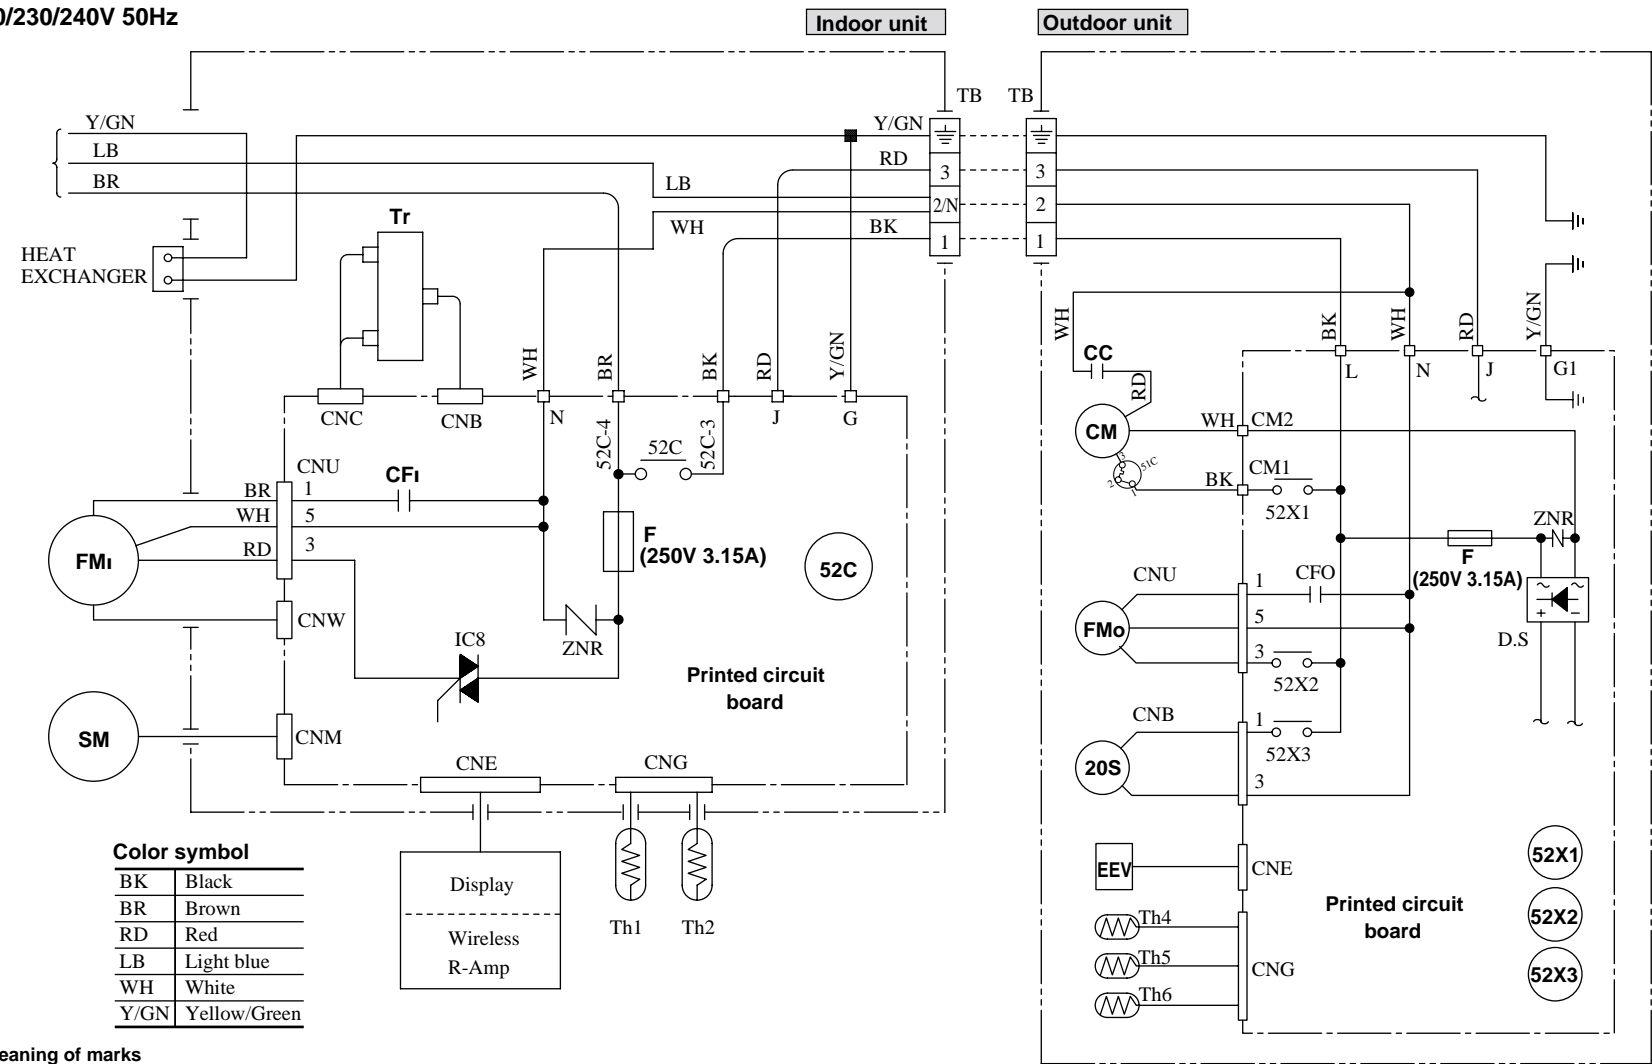 0/230/240V 50Hz
Indoor unit
Outdoor unit
TB
TB
Y/GN
LB
BR
Y/GN
RD
LB
WH
BK
3
2/N
1
3
2
1
HEAT
EXCHANGER
Tr
WH
BR
BK
RD
Y/GN
CNC
CNB
N
52C-4
52C
52C-3
J
G
CNU
BR
1
CFI
WH
5
RD
3
FMI
F
(250V 3.15A)
52C
CNW
ZNR
IC8
Printed circuit
board
SM
CNM
CNE
CNG
Display
Wireless
R-Amp
Th1
Th2
Color symbol
BK Black
BR Brown
RD Red
LB Light blue
WH White
Y/GN Yellow/Green
eaning of marks
WH
BK
WH
RD
Y/GN
CC
RD
L
N
J
G1
CM
WH
CM2
3
2
1
51C
BK
CM1
52X1
ZNR
F
(250V 3.15A)
~ ~
+ −
D.S
CNU
1
CFO
FMo
5
3
52X2
CNB
1
52X3
20S
3
EEV
CNE
Th4
Th5
Th6
CNG
Printed circuit
board
52X1
52X2
52X3